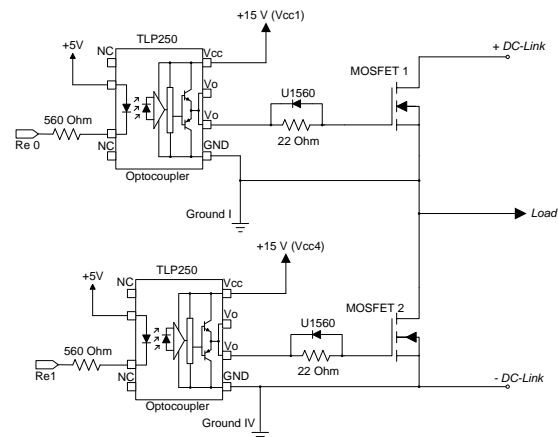 +15 V (Vcc1)
TLP250
+5V
NC
Vcc
Vo
Vo
GND
NC
560 Ohm
Re 0
Optocoupler
U1560
22 Ohm
MOSFET 1
+ DC-Link
Ground I
Load
+15 V (Vcc4)
TLP250
+5V
NC
Vcc
Vo
Vo
GND
NC
560 Ohm
Re1
Optocoupler
U1560
22 Ohm
MOSFET 2
- DC-Link
Ground IV